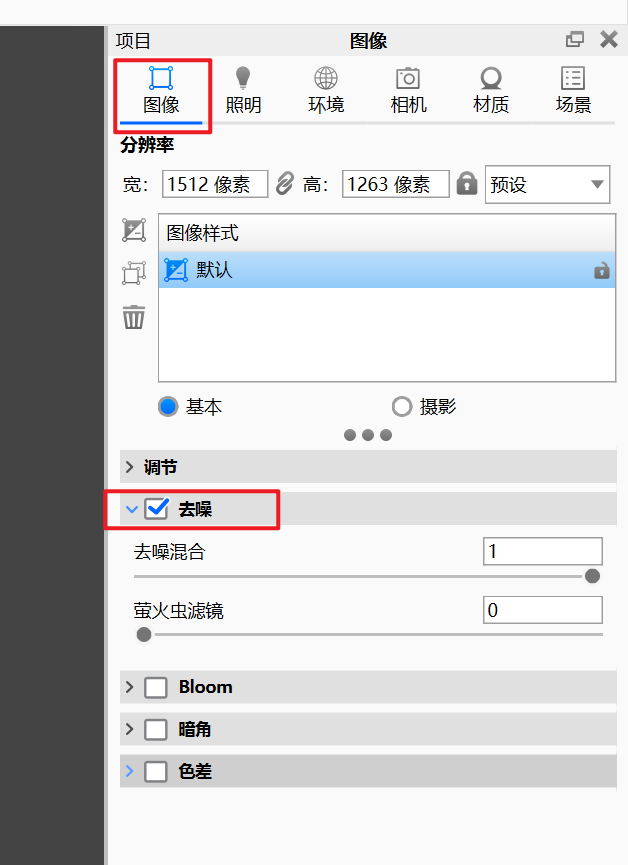 项目 图像
图像 照明 环境 相机 材质 场景
分辨率
宽： 1512 像素 高： 1263 像素 预设
图像样式
默认
基本 摄影
调节
去噪
去噪混合 1
萤火虫滤镜 0
Bloom
暗角
色差